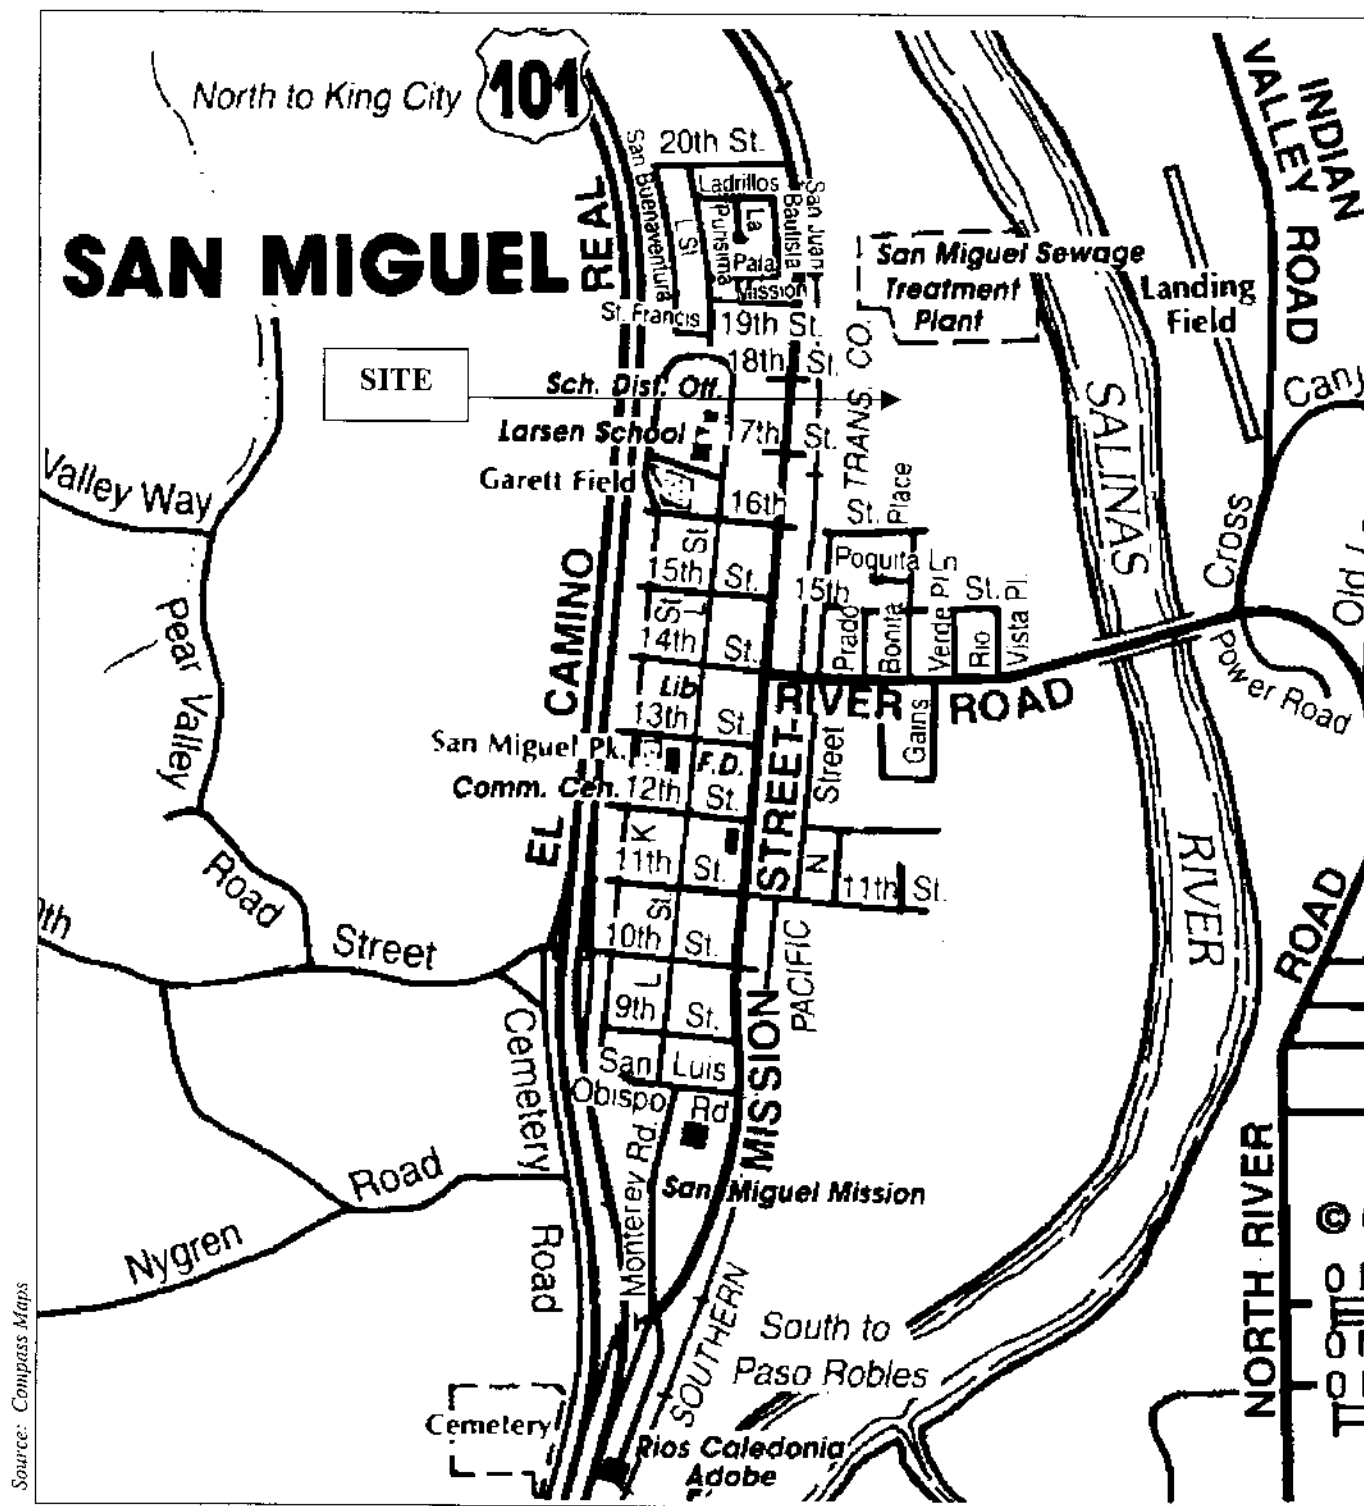 North to King City
101
SAN MIGUEL
EL CAMINO REAL
San Buenaventura
20th St.
L St
Ladrillos
Purisima
La
Pala
Mission
San Juan
Bautista
St. Francis
19th St.
18th St.
San Miguel Sewage
Treatment
Plant
Landing
Field
INDIAN
VALLEY ROAD
SITE
Sch. Dist. Off.
Larsen School
17th St.
Garett Field
16th
St.
Place
SALINAS
RIVER
Cross
Valley Way
Pear Valley
Road
St
15th St.
St
L
14th St.
Poquita Ln
15th
St.
Prado
Bonita
Verde Pl
Rio
Vista Pl.
Power Road
RIVER ROAD
Lib
13th St.
San Miguel Pk.
F.D.
Comm. Cen.
12th St.
K
Street
Gains
11th St.
N
11th St.
St
10th St.
L
9th St.
Street
PACIFIC
TRANS. CO.
San Luis
Obispo Rd
Monterey Rd.
MISSION STREET
Cemetery Road
Road
Nygren
San Miguel Mission
SOUTHERN
South to
Paso Robles
NORTH RIVER
ROAD
Cemetery
Rios Caledonia
Adobe
©
Source: Compass Maps